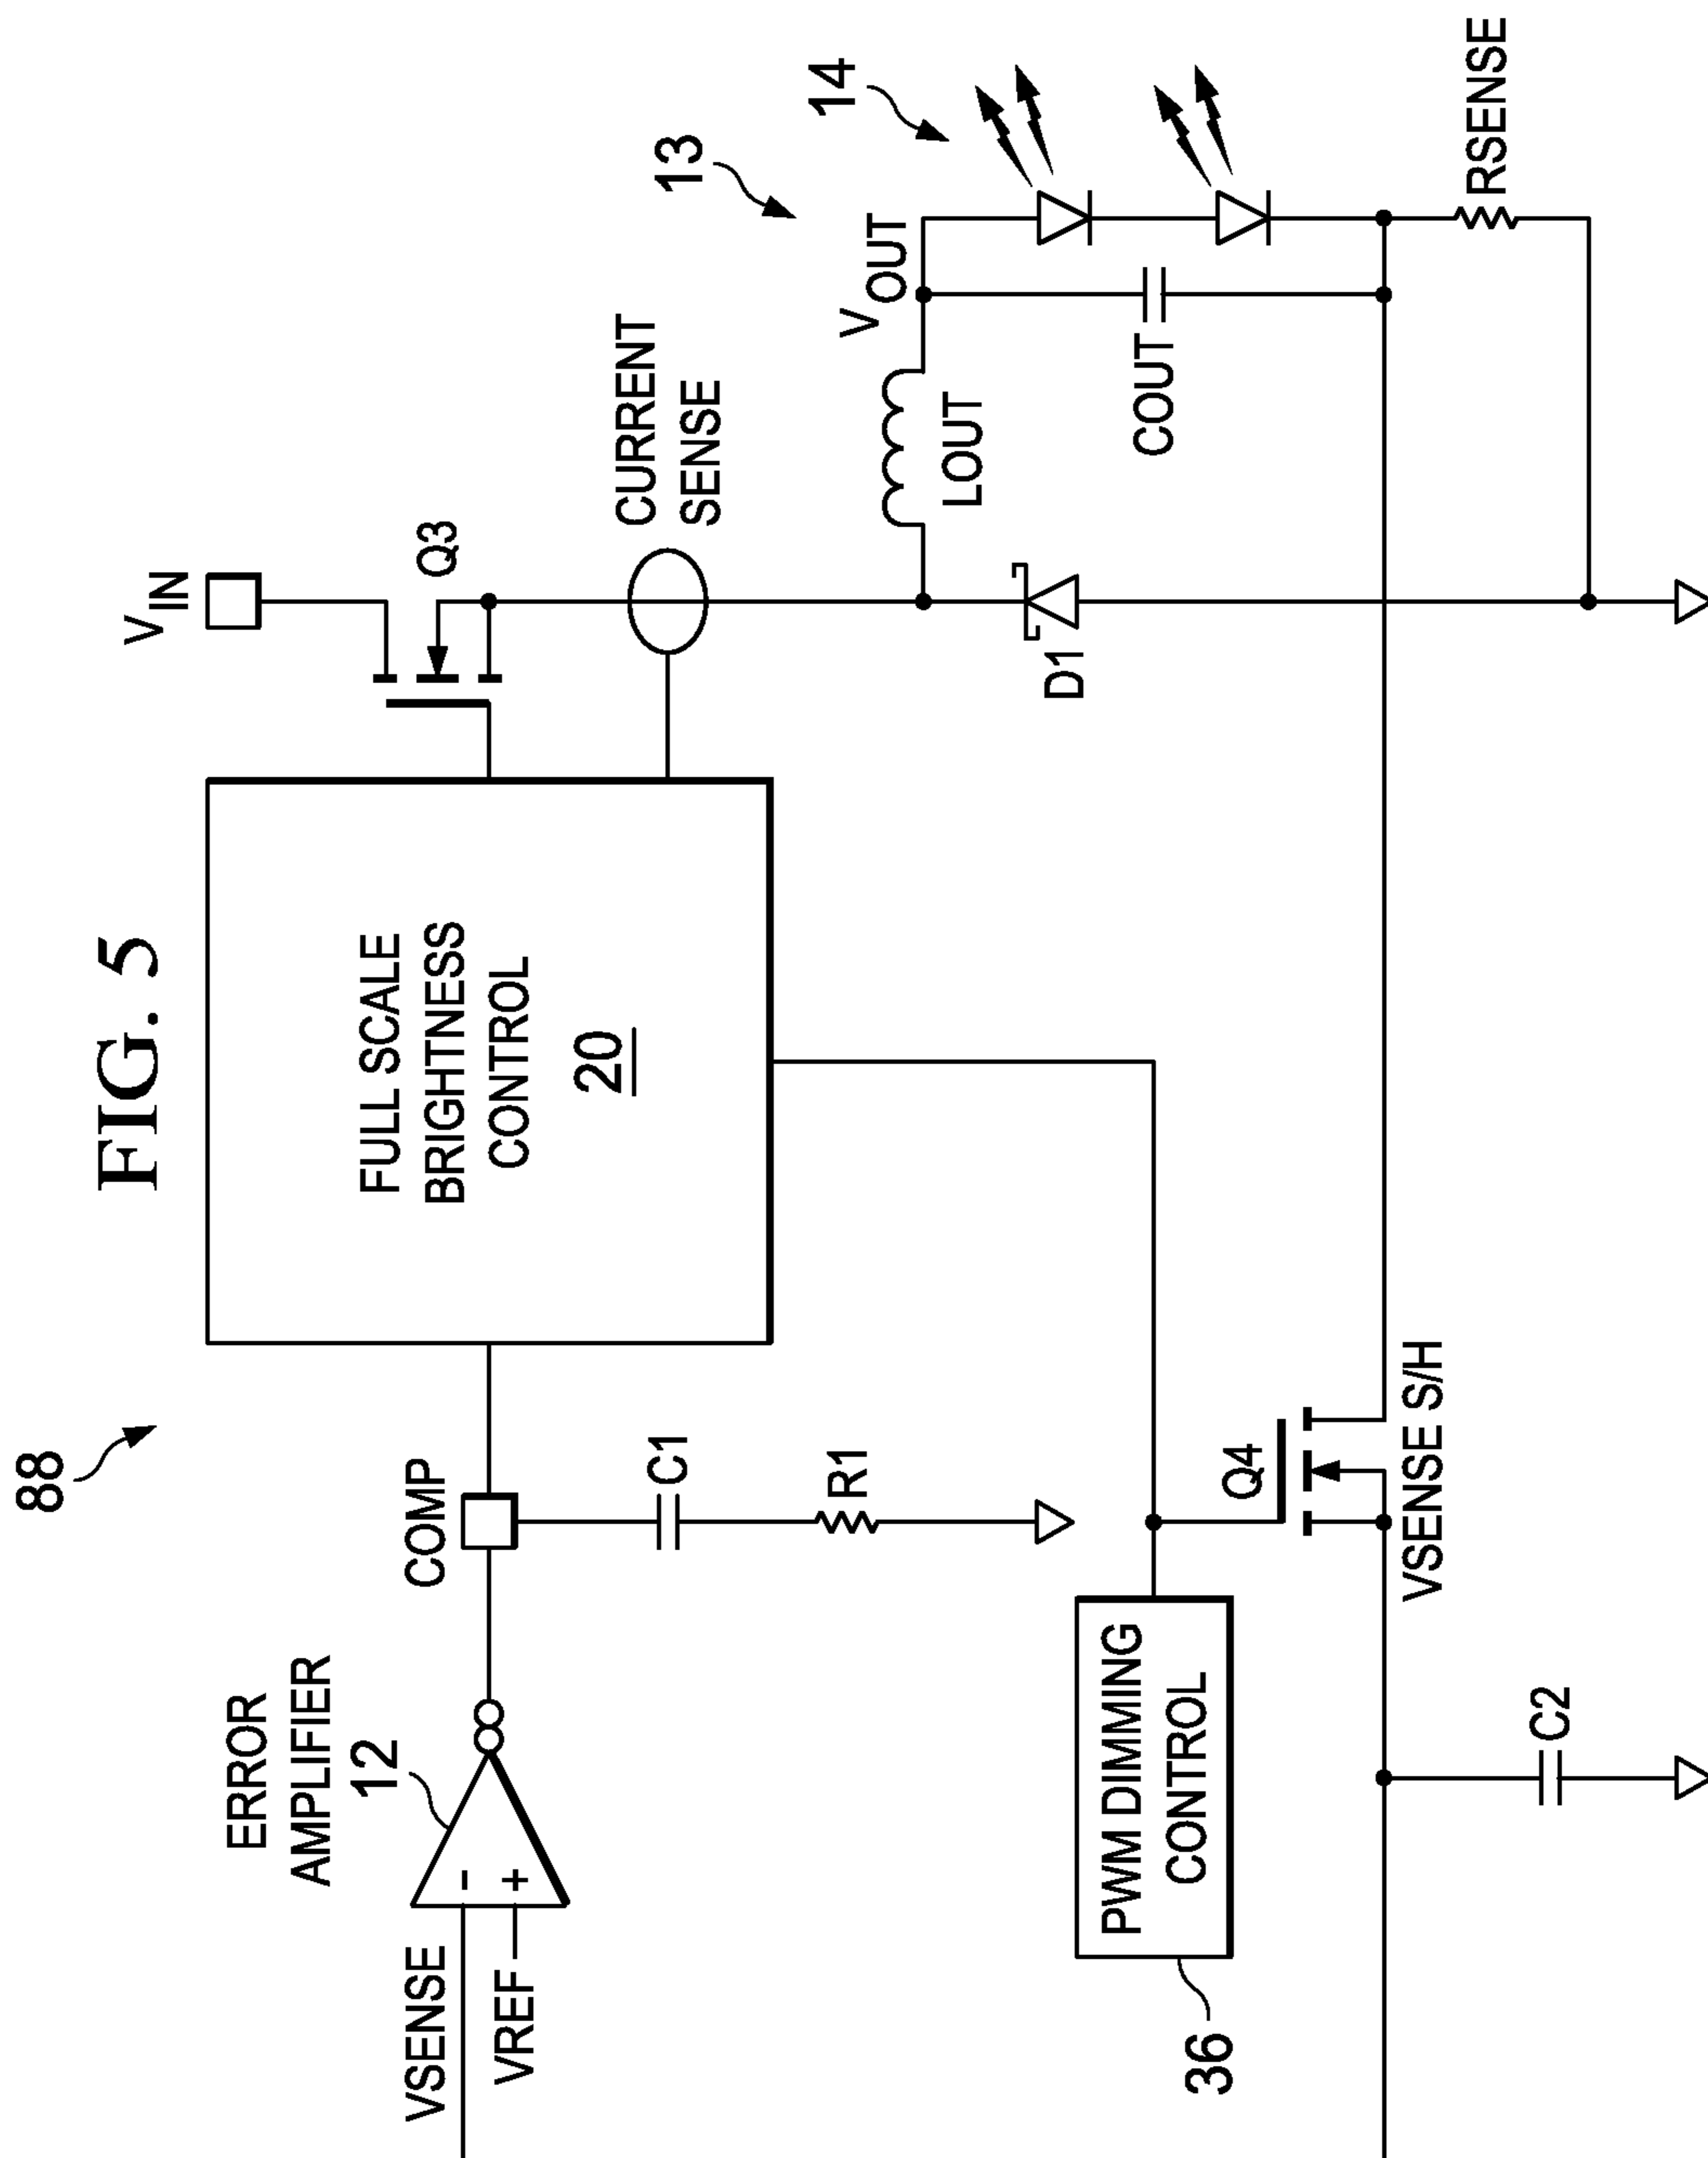 FIG. 5
88
ERROR
AMPLIFIER
12
VSENSE
VREF
-
+
COMP
C1
R1
FULL SCALE
BRIGHTNESS
CONTROL
20
VIN
Q3
CURRENT
SENSE
13
14
VOUT
LOUT
COUT
D1
RSENSE
PWM DIMMING
CONTROL
36
Q4
VSENSE S/H
C2